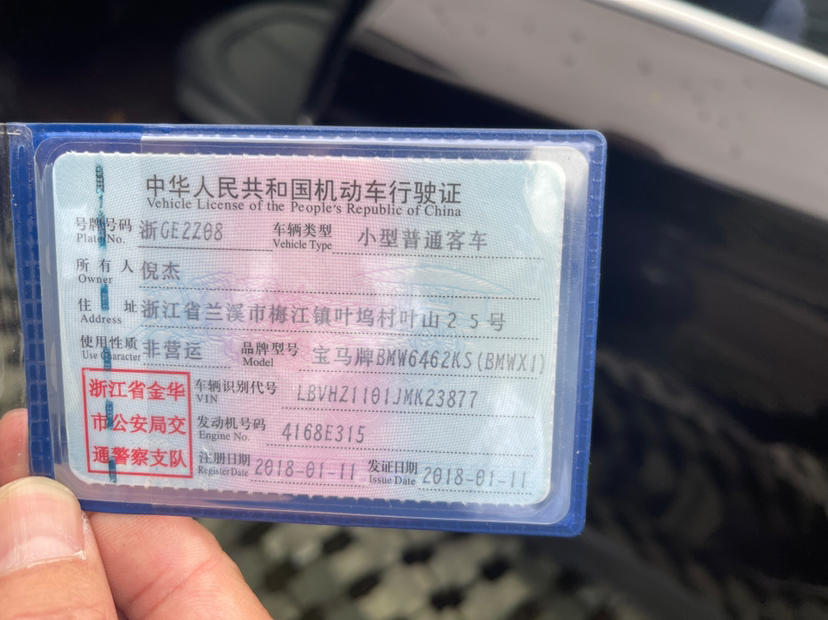 中华人民共和国机动车行驶证
Vehicle License of the People's Republic of China
号牌号码 Plate No. 浙GE2Z08 车辆类型 Vehicle Type 小型普通客车
所有人 Owner 倪杰
住址 Address 浙江省兰溪市梅江镇叶坞村叶山25号
使用性质 Use Character 非营运 品牌型号 Model 宝马牌BMW6462KS(BMWX1)
浙江省金华
市公安局交
通警察支队
车辆识别代号 VIN LBVHZ1101JMK23877
发动机号码 Engine No. 4168E315
注册日期 Register Date 2018-01-11 发证日期 Issue Date 2018-01-11